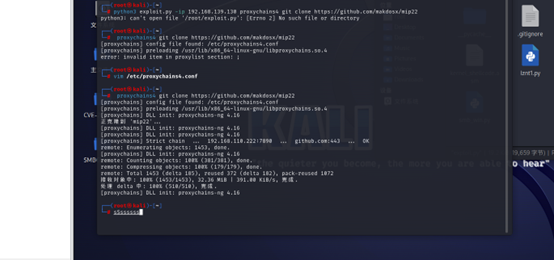 (root㉿kali)-[~]
python3 exploit.py -ip 192.168.139.138 proxychains4 git clone https://github.com/makdosx/mip22
python3: can't open file '/root/exploit.py': [Errno 2] No such file or directory
(root㉿kali)-[~]
proxychains4 git clone https://github.com/makdosx/mip22
[proxychains] config file found: /etc/proxychains4.conf
[proxychains] preloading /usr/lib/x86_64-linux-gnu/libproxychains.so.4
error: invalid item in proxylist section: ;
(root㉿kali)-[~]
vim /etc/proxychains4.conf
(root㉿kali)-[~]
proxychains4 git clone https://github.com/makdosx/mip22
[proxychains] config file found: /etc/proxychains4.conf
[proxychains] preloading /usr/lib/x86_64-linux-gnu/libproxychains.so.4
[proxychains] DLL init: proxychains-ng 4.16
正克隆到 'mip22'...
[proxychains] DLL init: proxychains-ng 4.16
[proxychains] DLL init: proxychains-ng 4.16
[proxychains] Strict chain ... 192.168.110.222:7890 ... github.com:443 ... OK
remote: Enumerating objects: 1453, done.
[proxychains] DLL init: proxychains-ng 4.16
remote: Counting objects: 100% (381/381), done.
remote: Compressing objects: 100% (179/179), done.
remote: Total 1453 (delta 185), reused 372 (delta 182), pack-reused 1072
接收对象中: 100% (1453/1453), 32.36 MiB | 391.00 KiB/s, 完成.
处理 delta 中: 100% (510/510), 完成.
[proxychains] DLL init: proxychains-ng 4.16
(root㉿kali)-[~]
sSssssss
.gitignore
lznt1.py
CVE-
SMB
to hear"